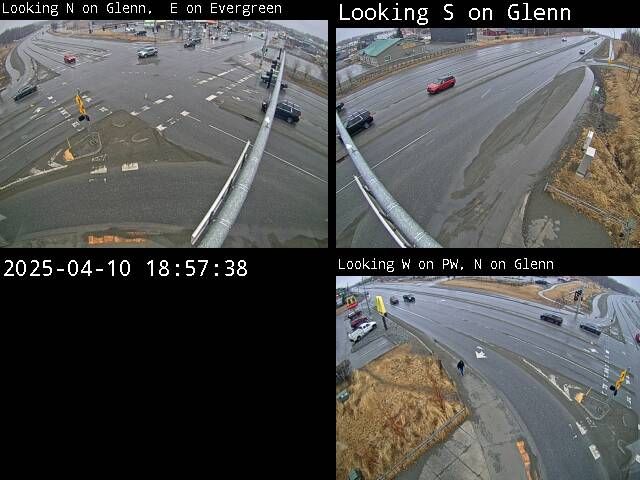 Looking N on Glenn,  E on Evergreen
Looking S on Glenn
2025-04-10 18:57:38
Looking W on PW, N on Glenn